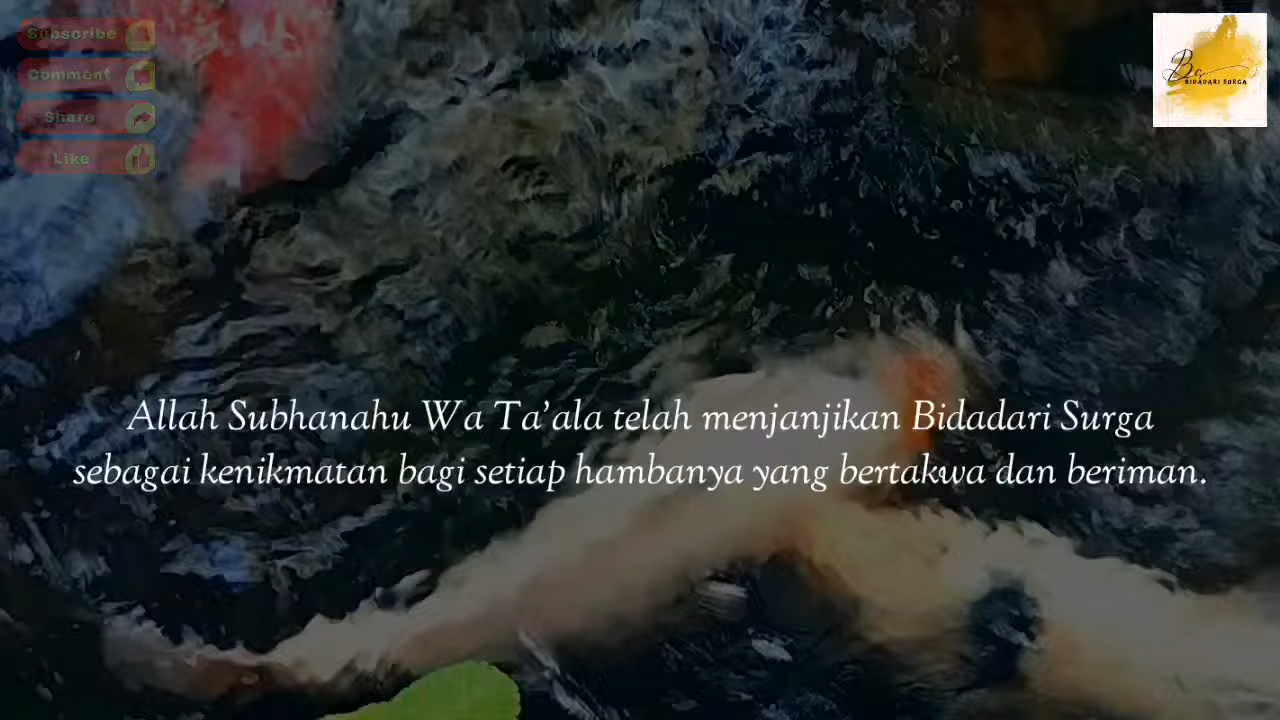 Subscribe
Comment
Share
Like
Bs
BIDADARI SURGA
Allah Subhanahu Wa Ta’ala telah menjanjikan Bidadari Surga
sebagai kenikmatan bagi setiap hambanya yang bertakwa dan beriman.